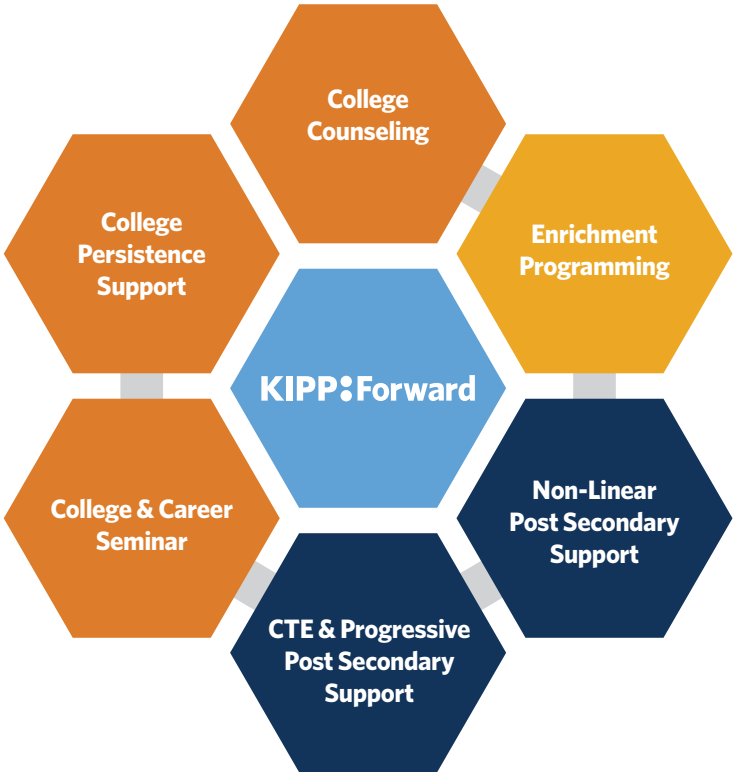 College
Counseling
College
Persistence
Support
Enrichment
Programming
KIPP:Forward
College & Career
Seminar
Non-Linear
Post Secondary
Support
CTE & Progressive
Post Secondary
Support